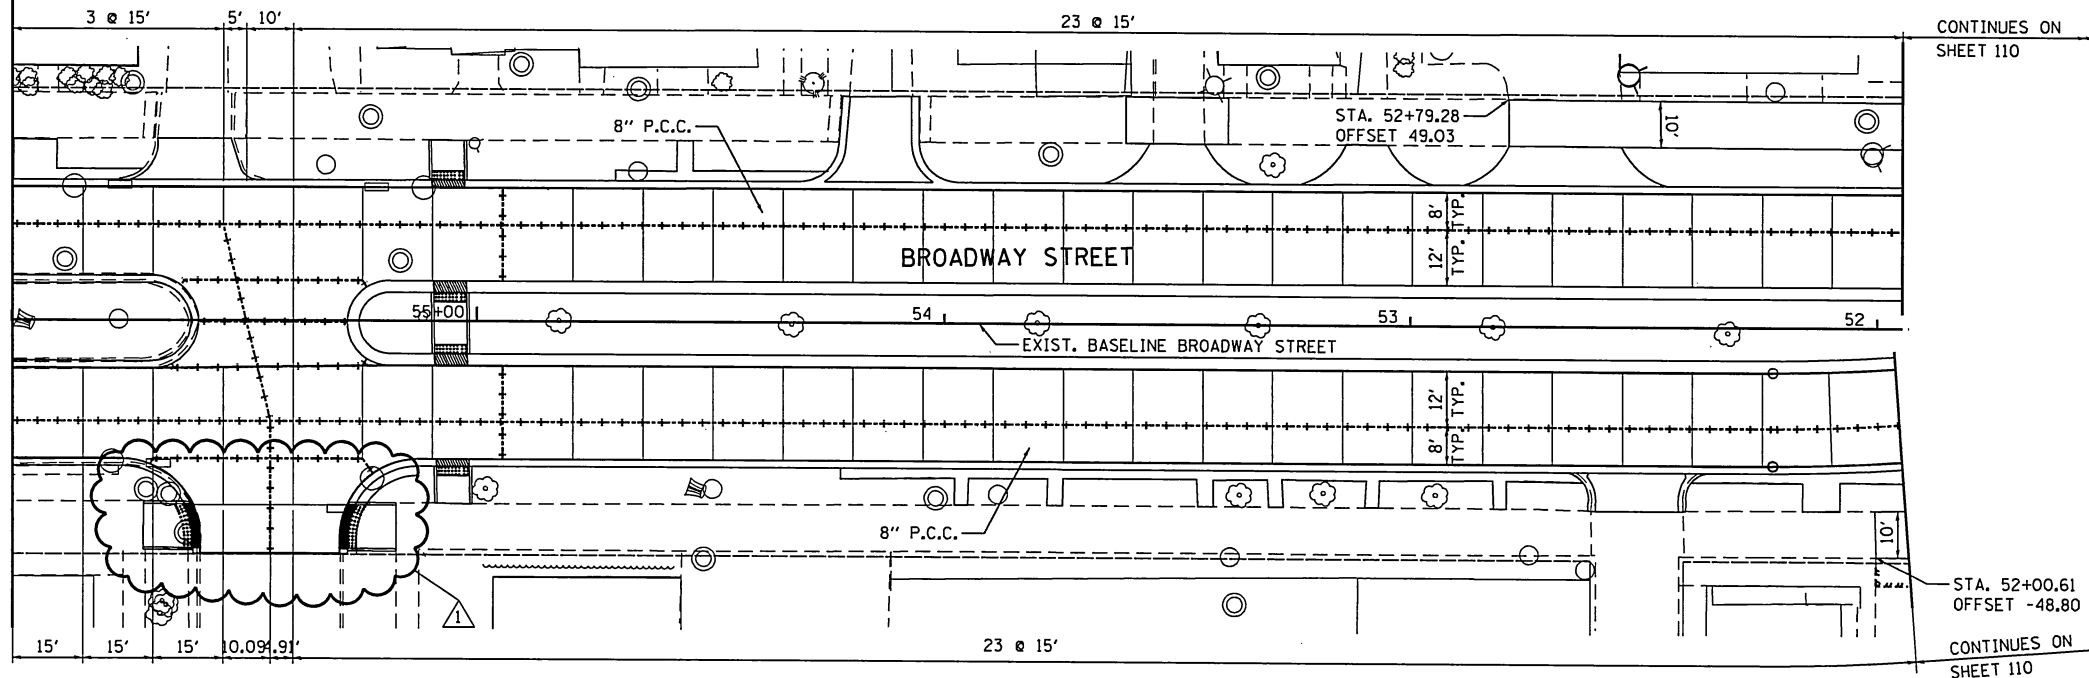 3 @ 15'
5'
10'
23 @ 15'
CONTINUES ON
SHEET 110
8" P.C.C.
STA. 52+79.28
OFFSET 49.03
10'
8'
TYP.
12'
TYP.
BROADWAY STREET
55+00
54
53
52
EXIST. BASELINE BROADWAY STREET
12'
TYP.
8'
TYP.
8" P.C.C.
10'
STA. 52+00.61
OFFSET -48.80
1
15'
15'
15'
10.09'
4.91'
23 @ 15'
CONTINUES ON
SHEET 110